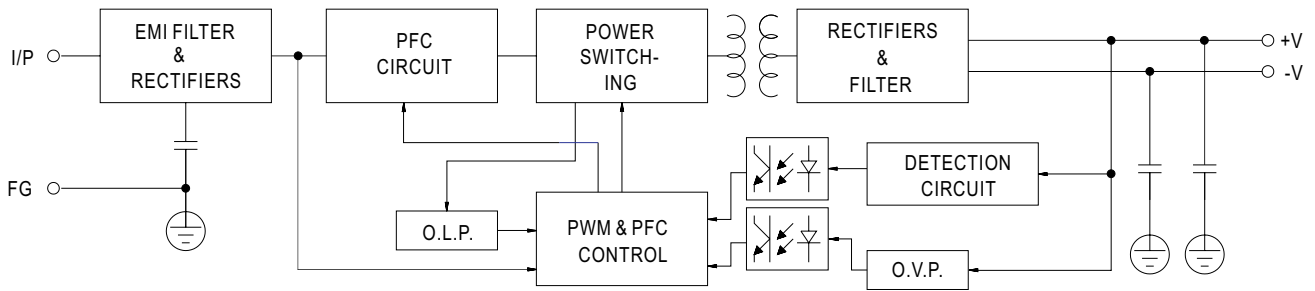 I/P
EMI FILTER
&
RECTIFIERS
PFC
CIRCUIT
POWER
SWITCH-
ING
RECTIFIERS
&
FILTER
+V
-V
FG
O.L.P.
PWM & PFC
CONTROL
DETECTION
CIRCUIT
O.V.P.